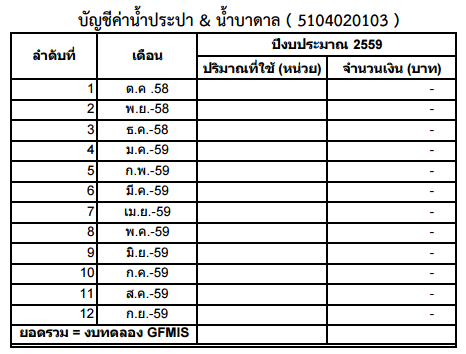 บัญชีค่าน้ำประปา & น้ำบาดาล ( 5104020103 )
ลำดับที่ เดือน ปีงบประมาณ 2559
ปริมาณที่ใช้ (หน่วย) จำนวนเงิน (บาท)
1 ต.ค .58 -
2 พ.ย.-58 -
3 ธ.ค.-58 -
4 ม.ค.-59 -
5 ก.พ.-59 -
6 มี.ค.-59 -
7 เม.ย.-59 -
8 พ.ค.-59 -
9 มิ.ย.-59 -
10 ก.ค.-59 -
11 ส.ค.-59 -
12 ก.ย.-59 -
ยอดรวม = งบทดลอง GFMIS